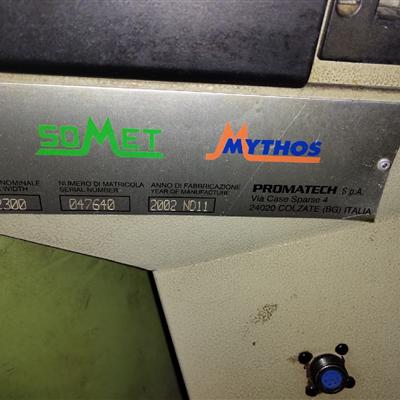 SOMET MYTHOS
NOMINALE NUMERO DI MATRICOLA ANNO DI FABBRICAZIONE PROMATECH S.p.A.
WIDTH SERIAL NUMBER YEAR OF MANUFACTURE Via Case Sparse 4
2300 047640 2002 ND11 24020 COLZATE (BG) ITALIA